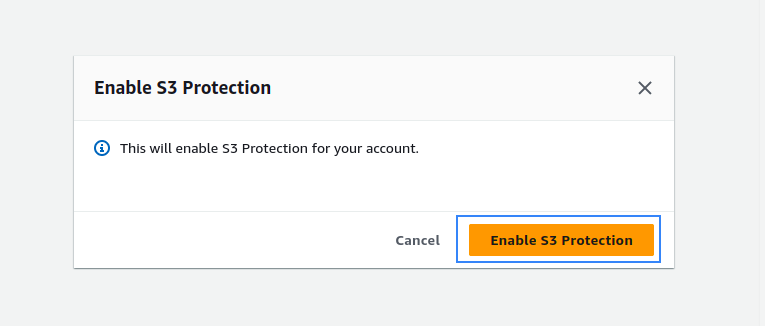 Enable S3 Protection
This will enable S3 Protection for your account.
Cancel
Enable S3 Protection